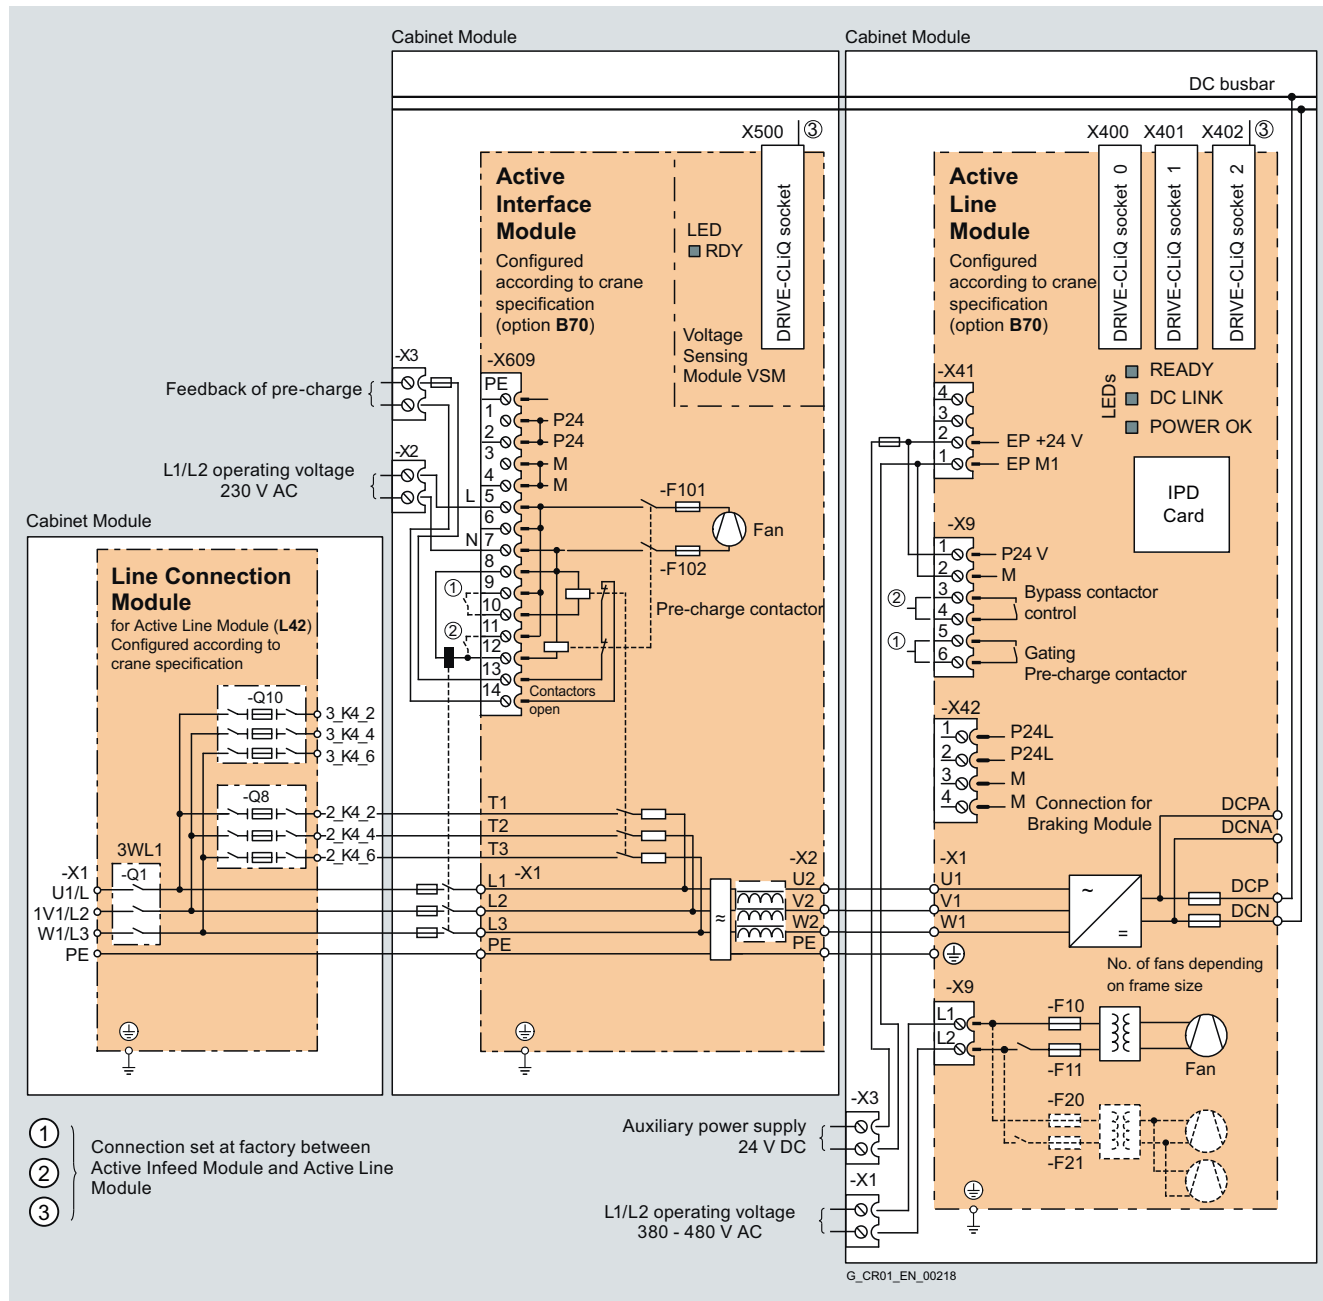 Cabinet Module
Cabinet Module
DC busbar
X500
③
X400
X401
X402
③
Active
Interface
Module
Configured
according to crane
specification
(option B70)
LED
RDY
DRIVE-CLiQ socket
Voltage
Sensing
Module VSM
Active
Line
Module
Configured
according to crane
specification
(option B70)
DRIVE-CLiQ socket 0
DRIVE-CLiQ socket 1
DRIVE-CLiQ socket 2
LEDs
READY
DC LINK
POWER OK
IPD
Card
-X3
Feedback of pre-charge
-X2
L1/L2 operating voltage
230 V AC
-X609
PE
1
P24
2
P24
3
M
4
M
L
5
6
N
7
8
9
10
11
12
13
14
①
②
-F101
-F102
Fan
Pre-charge contactor
Contactors
open
-X41
4
3
2
EP +24 V
1
EP M1
-X9
1
P24 V
2
M
3
4
5
6
②
①
Bypass contactor
control
Gating
Pre-charge contactor
-X42
1
P24L
2
P24L
3
M
4
M
Connection for
Braking Module
DCPA
DCNA
DCP
DCN
Cabinet Module
Line Connection
Module
for Active Line Module (L42)
Configured according to
crane specification
-Q10
3_K4_2
3_K4_4
3_K4_6
-Q8
2_K4_2
2_K4_4
2_K4_6
3WL1
-Q1
-X1
U1/L
1V1/L2
W1/L3
PE
T1
T2
T3
-X1
L1
L2
L3
PE
≈
-X2
U2
V2
W2
PE
-X1
U1
V1
W1
~
=
No. of fans depending
on frame size
-X9
L1
L2
-F10
-F11
Fan
-F20
-F21
-X3
Auxiliary power supply
24 V DC
-X1
L1/L2 operating voltage
380 - 480 V AC
①
②
③
Connection set at factory between
Active Infeed Module and Active Line
Module
G_CR01_EN_00218